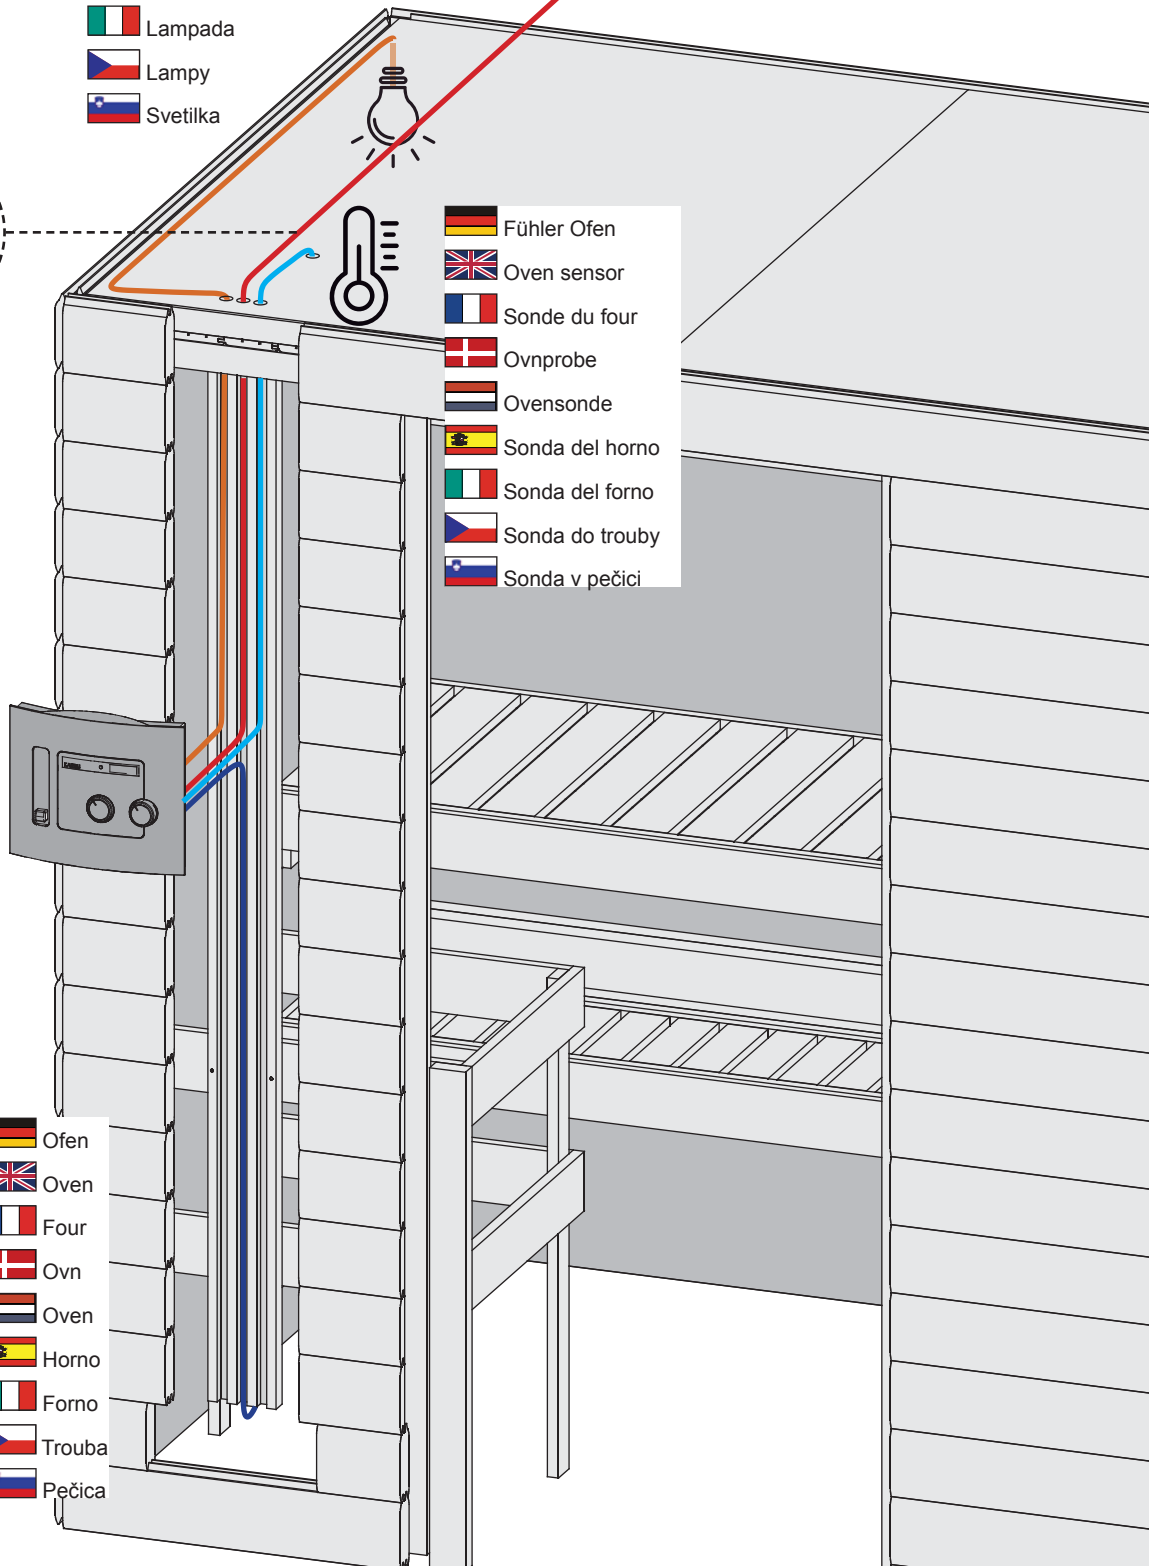 Lampada
Lampy
Svetilka
Fühler Ofen
Oven sensor
Sonde du four
Ovnprobe
Ovensonde
Sonda del horno
Sonda del forno
Sonda do trouby
Sonda v pečici
Ofen
Oven
Four
Ovn
Oven
Horno
Forno
Trouba
Pečica